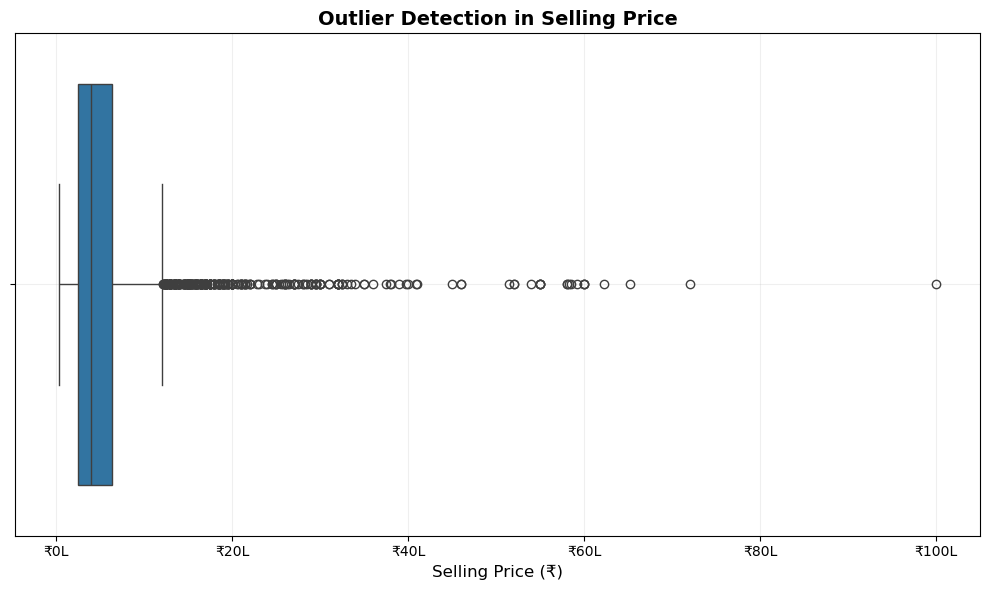 Outlier Detection in Selling Price
₹0L ₹20L ₹40L ₹60L ₹80L ₹100L
Selling Price (₹)